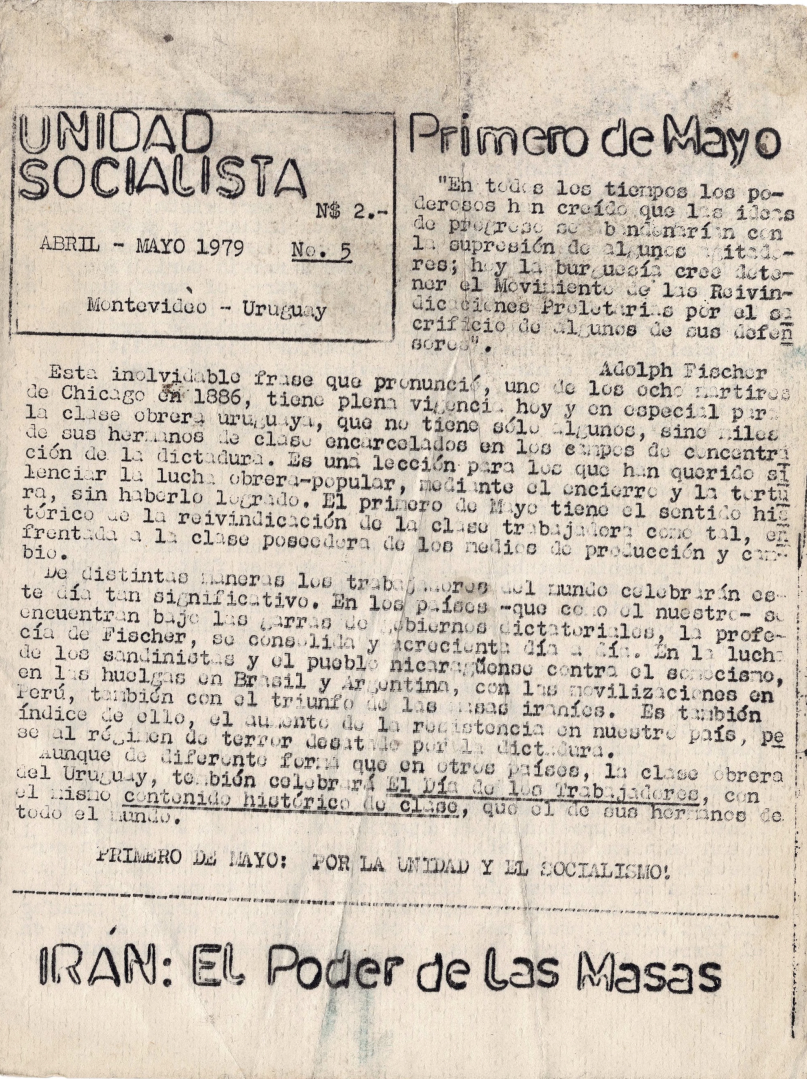 UNIDAD
SOCIALISTA
N$ 2.-
ABRIL - MAYO 1979 No. 5
Montevideo - Uruguay
Primero de Mayo
"En todos los tiempos los po-
derosos han creído que las ideas
de progreso se abandonarían con
la supresión de algunos agitado-
res; hoy la burguesía cree dete-
ner el Movimiento de las Reivin-
dicaciones Proletarias por el sa
crificio de algunos de sus defen
sores".
Adolph Fischer
Esta inolvidable frase que pronunció, uno de los ocho martires
de Chicago en 1886, tiene plena vigencia hoy y en especial para
la clase obrera uruguaya, que no tiene sólo algunos, sino miles
de sus hermanos de clase encarcelados en los campos de concentra
ción de la dictadura. Es una lección para los que han querido si
lenciar la lucha obrera-popular, mediante el encierro y la tortu
ra, sin haberlo logrado. El primero de Mayo tiene el sentido his
tórico de la reivindicación de la clase trabajadora como tal, en
frentada a la clase poseedora de los medios de producción y cam-
bio.
De distintas maneras los trabajadores del mundo celebrarán es-
te día tan significativo. En los países -que como el nuestro- se
encuentran bajo las garras de gobiernos dictatoriales, la profe-
cía de Fischer, se consolida y acrecienta día a día. En la lucha
de los sandinistas y el pueblo nicaragüense contra el somocismo,
en las huelgas en Brasil y Argentina, con las movilizaciones en
Perú, también con el triunfo de las masas iraníes. Es también
índice de ello, el aumento de la resistencia en nuestro país, pe
se al régimen de terror desatado por la dictadura.
Aunque de diferente forma que en otros países, la clase obrera
del Uruguay, también celebrará El Día de los Trabajadores, con
el mismo contenido histórico de clase, que el de sus hermanos de
todo el mundo.
PRIMERO DE MAYO: POR LA UNIDAD Y EL SOCIALISMO!
IRÁN: EL Poder de las Masas